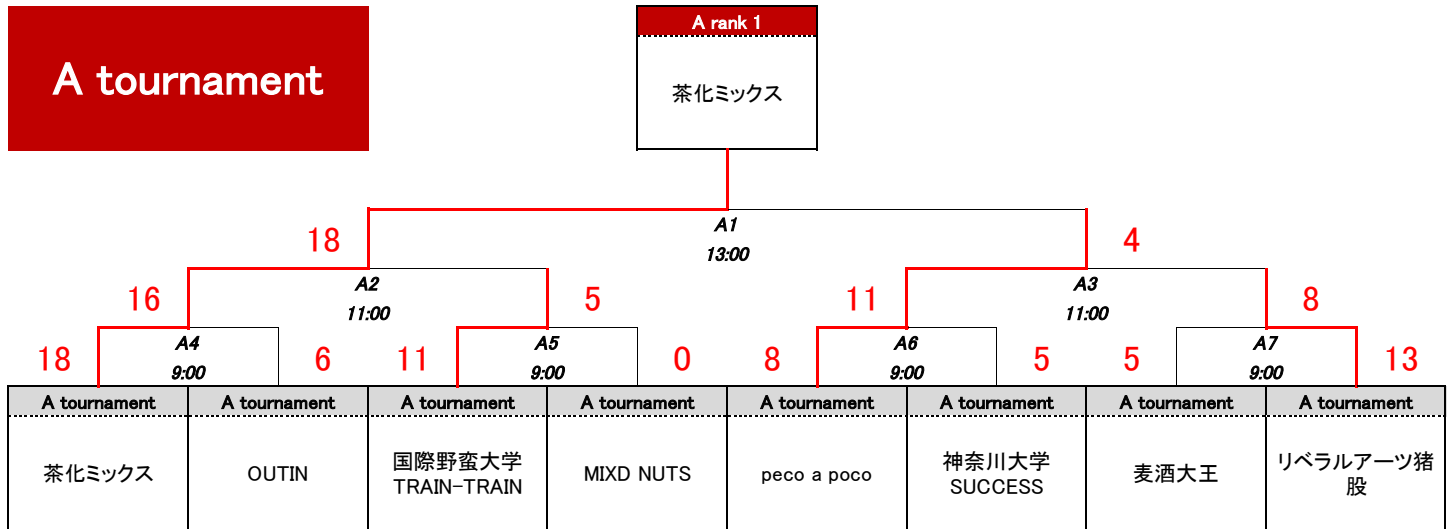 A tournament
A rank 1
茶化ミックス
A1
13:00
18
4
A2
11:00
A3
11:00
16
5
11
8
A4
9:00
A5
9:00
A6
9:00
A7
9:00
18
6
11
0
8
5
5
13
A tournament
A tournament
A tournament
A tournament
A tournament
A tournament
A tournament
A tournament
茶化ミックス
OUTIN
国際野蛮大学
TRAIN-TRAIN
MIXD NUTS
peco a poco
神奈川大学
SUCCESS
麦酒大王
リベラルアーツ猪
股